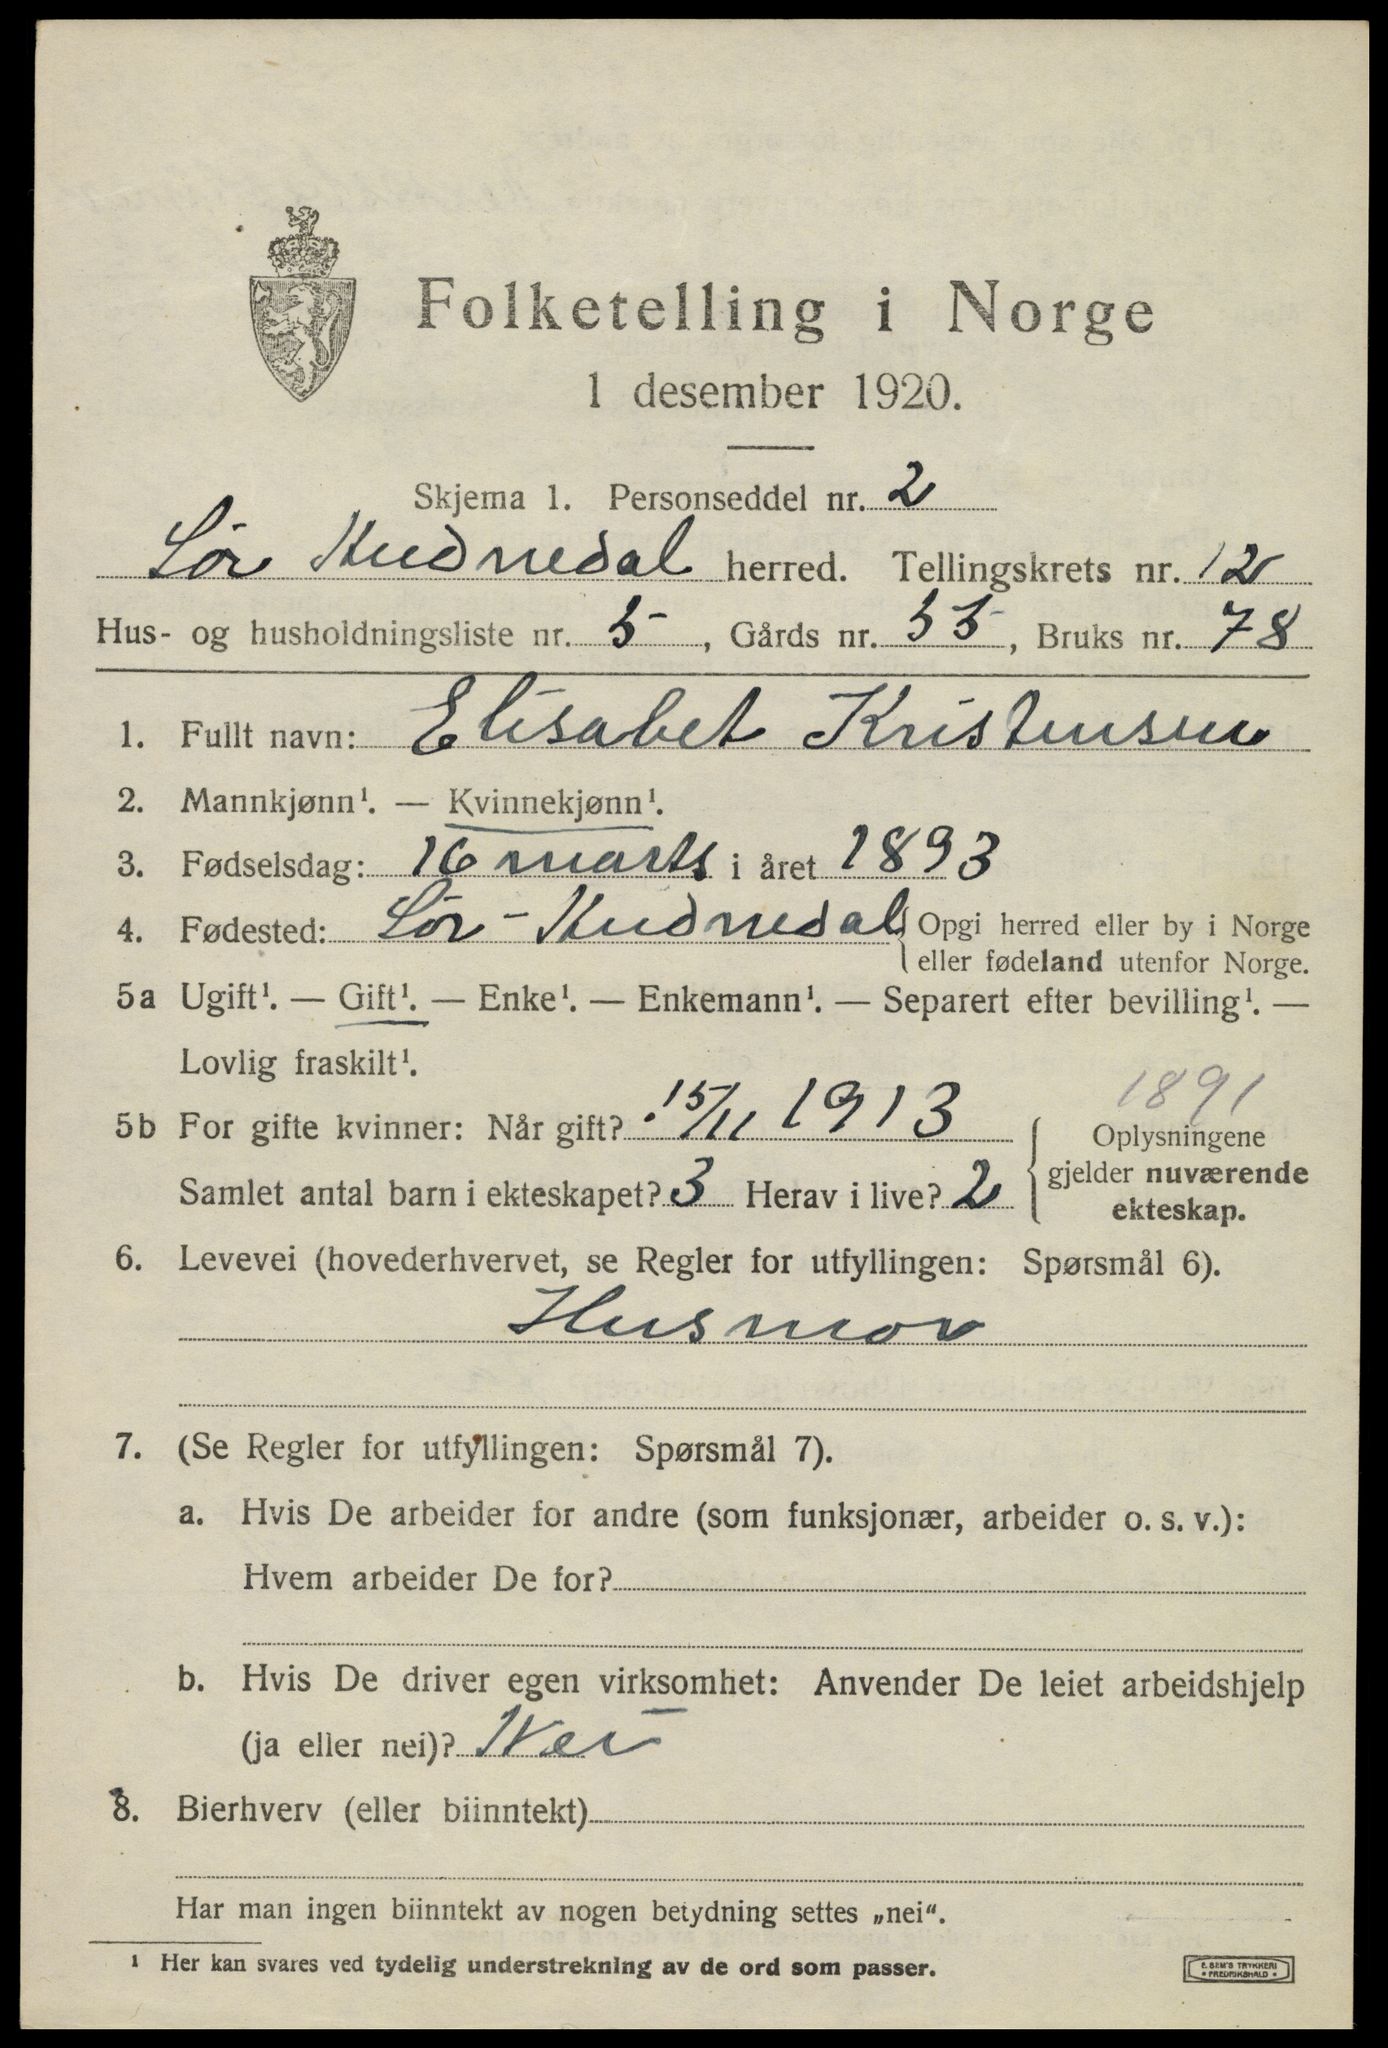 Folketelling i Norge
1 desember 1920.
Skjema 1. Personseddel nr. 2
Sør Audnedal herred. Tellingskrets nr. 12
Hus- og husholdningsliste nr. 5, Gårds nr. 35, Bruks nr. 78
1. Fullt navn: Elisabet Kristensen
2. Mannkjønn¹. — Kvinnekjønn¹.
3. Fødselsdag: 16 marts i året 1893
4. Fødested: Sør-Audnedal { Opgi herred eller by i Norge
eller fødeland utenfor Norge.
5a Ugift¹. — Gift¹. — Enke¹. — Enkemann¹. — Separert efter bevilling¹. —
Lovlig fraskilt¹.
1891
5b For gifte kvinner: Når gift? 15/11 1913
Samlet antal barn i ekteskapet? 3 Herav i live? 2
Oplysningene
gjelder nuværende
ekteskap.
6. Levevei (hovederhvervet, se Regler for utfyllingen: Spørsmål 6).
Husmor
7. (Se Regler for utfyllingen: Spørsmål 7).
a. Hvis De arbeider for andre (som funksjonær, arbeider o. s. v.):
Hvem arbeider De for?
b. Hvis De driver egen virksomhet: Anvender De leiet arbeidshjelp
(ja eller nei)? Nei
8. Bierhverv (eller biinntekt)
Har man ingen biinntekt av nogen betydning settes „nei“.
¹ Her kan svares ved tydelig understrekning av de ord som passer.
E. SEM'S TRYKKERI
FREDRIKSHALD